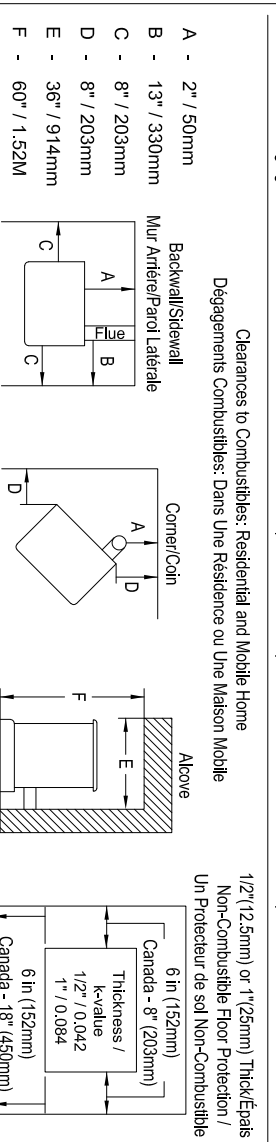 Clearances to Combustibles: Residential and Mobile Home
Dégagements Combustibles: Dans Une Résidence ou Une Maison Mobile
A - 2" / 50mm
B - 13" / 330mm
C - 8" / 203mm
D - 8" / 203mm
E - 36" / 914mm
F - 60" / 1.52M
Backwall/Sidewall
Mur Arriére/Paroi Latérale
A
Flue
B
C
C
Corner/Coin
A
D
D
Alcove
E
F
1/2"(12.5mm) or 1"(25mm) Thick/Épais
Non-Combustible Floor Protection /
Un Protecteur de sol Non-Combustible
6 in (152mm)
Canada - 8" (203mm)
Thickness /
k-value
1/2" / 0.042
1" / 0.084
6 in (152mm)
Canada - 18" (450mm)